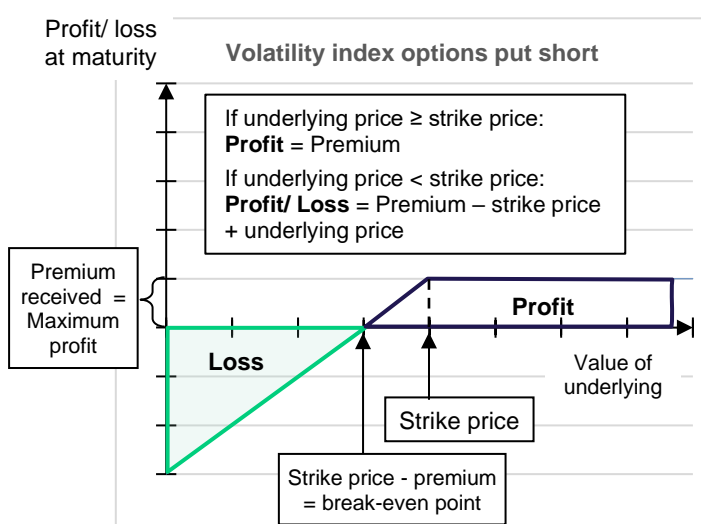 Profit/ loss
at maturity
Volatility index options put short
If underlying price ≥ strike price:
Profit = Premium
If underlying price < strike price:
Profit/ Loss = Premium – strike price
+ underlying price
Premium
received =
Maximum
profit
Profit
Loss
Value of
underlying
Strike price
Strike price - premium
= break-even point